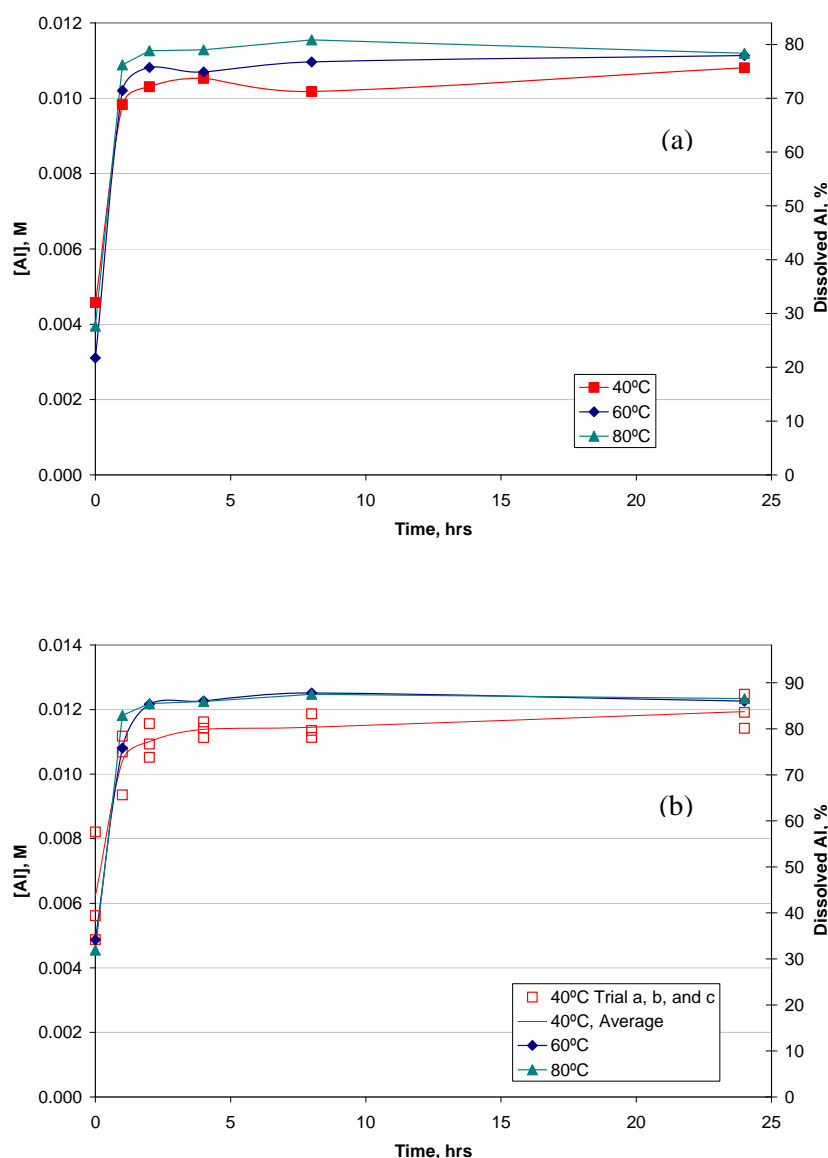 0.012
0.010
0.008
0.006
0.004
0.002
0.000
[Al], M
80
70
60
50
40
30
20
10
0
Dissolved Al, %
(a)
40ºC
60ºC
80ºC
0 5 10 15 20 25
Time, hrs
0.014
0.012
0.010
0.008
0.006
0.004
0.002
0.000
[Al], M
90
80
70
60
50
40
30
20
10
0
Dissolved Al, %
(b)
40ºC Trial a, b, and c
40ºC, Average
60ºC
80ºC
0 5 10 15 20 25
Time, hrs